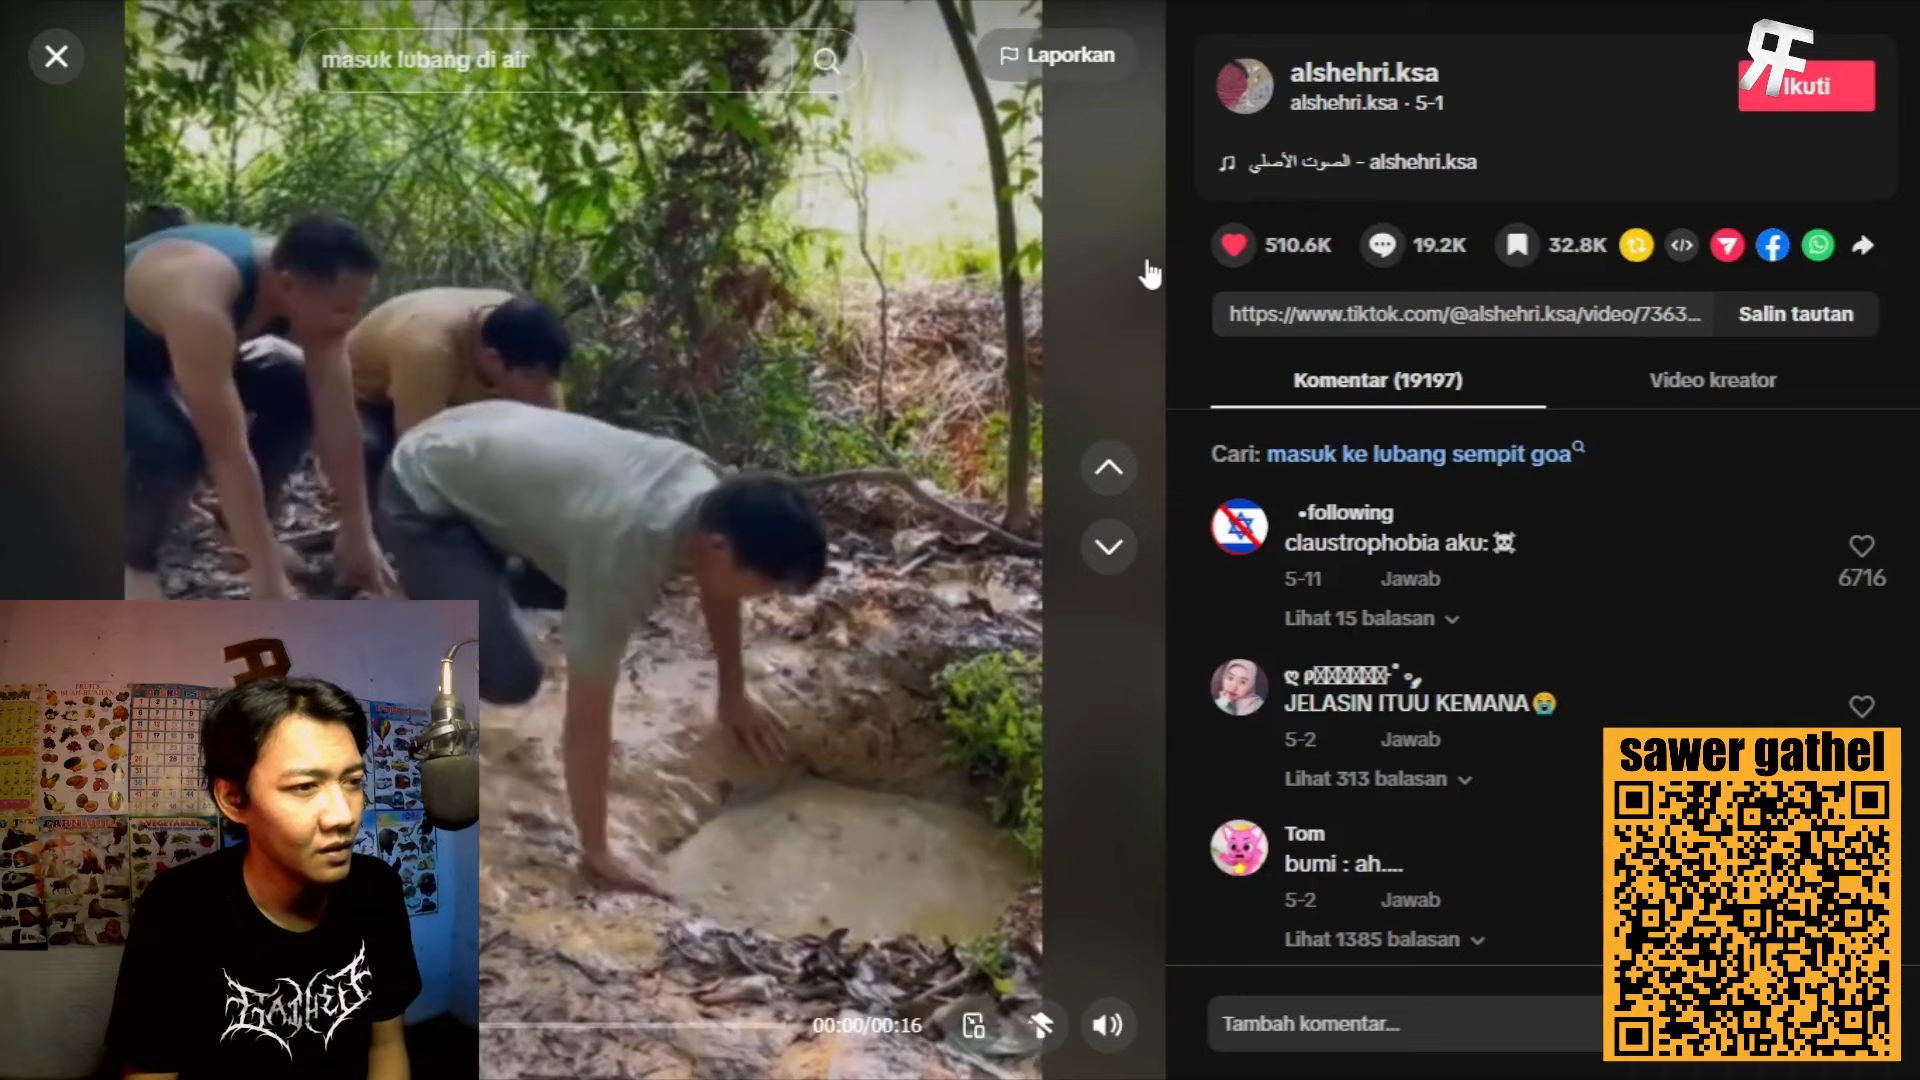 masuk lubang di air
Laporkan
alshehri.ksa
alshehri.ksa · 5-1
Ikuti
الصوت الأصلي - alshehri.ksa
510.6K
19.2K
32.8K
https://www.tiktok.com/@alshehri.ksa/video/7363...
Salin tautan
Komentar (19197)
Video kreator
Cari: masuk ke lubang sempit goa
•following
claustrophobia aku:☠
5-11
Jawab
6716
Lihat 15 balasan
JELASIN ITUU KEMANA😭
5-2
Jawab
Lihat 313 balasan
Tom
bumi : ah....
5-2
Jawab
Lihat 1385 balasan
Tambah komentar...
sawer gathel
00:00/00:16
GATHEL
VEGETABLES